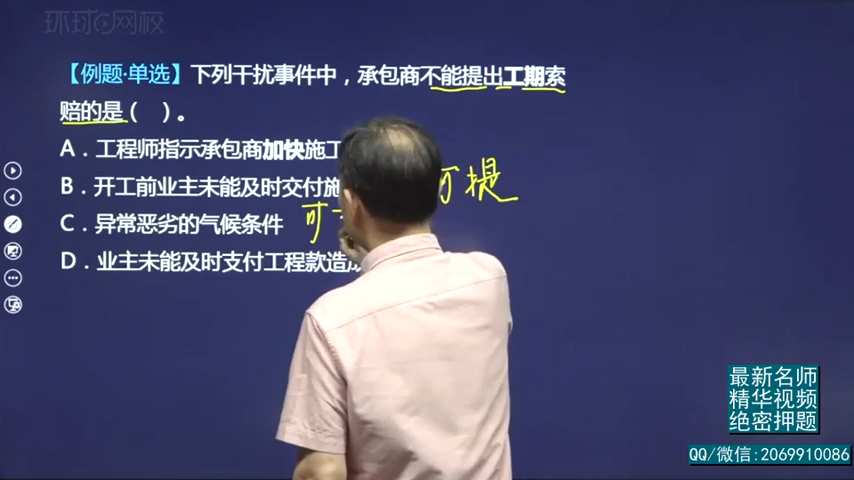 环球网校
【例题·单选】下列干扰事件中，承包商不能提出工期索
赔的是（ ）。
A．工程师指示承包商加快施工
B．开工前业主未能及时交付施
可提
C．异常恶劣的气候条件 可
D．业主未能及时支付工程款造成
最新名师
精华视频
绝密押题
QQ/微信:2069910086